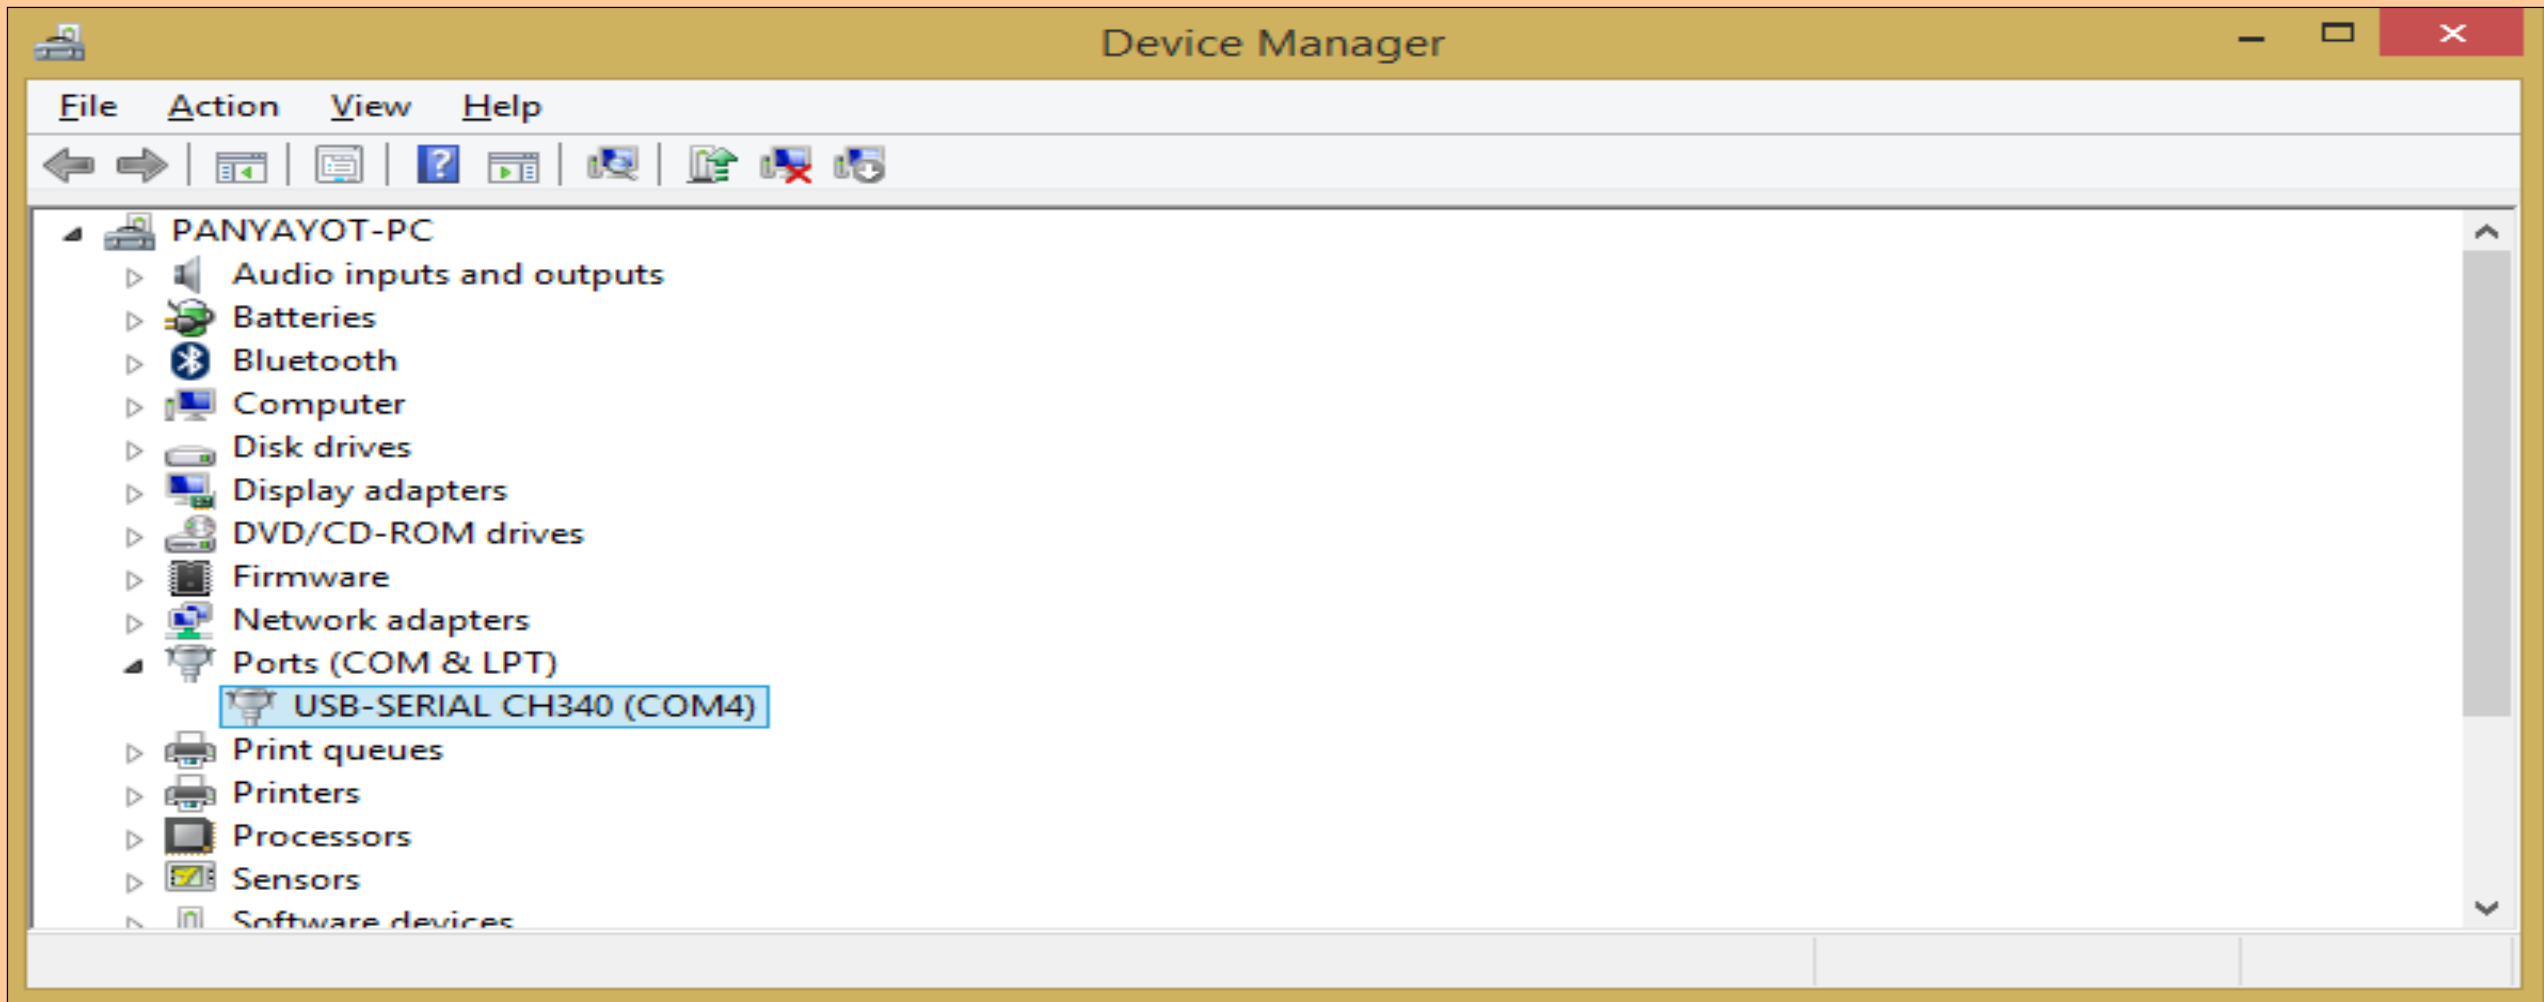 Device Manager
File Action View Help
PANYAYOT-PC
Audio inputs and outputs
Batteries
Bluetooth
Computer
Disk drives
Display adapters
DVD/CD-ROM drives
Firmware
Network adapters
Ports (COM & LPT)
USB-SERIAL CH340 (COM4)
Print queues
Printers
Processors
Sensors
Software devices